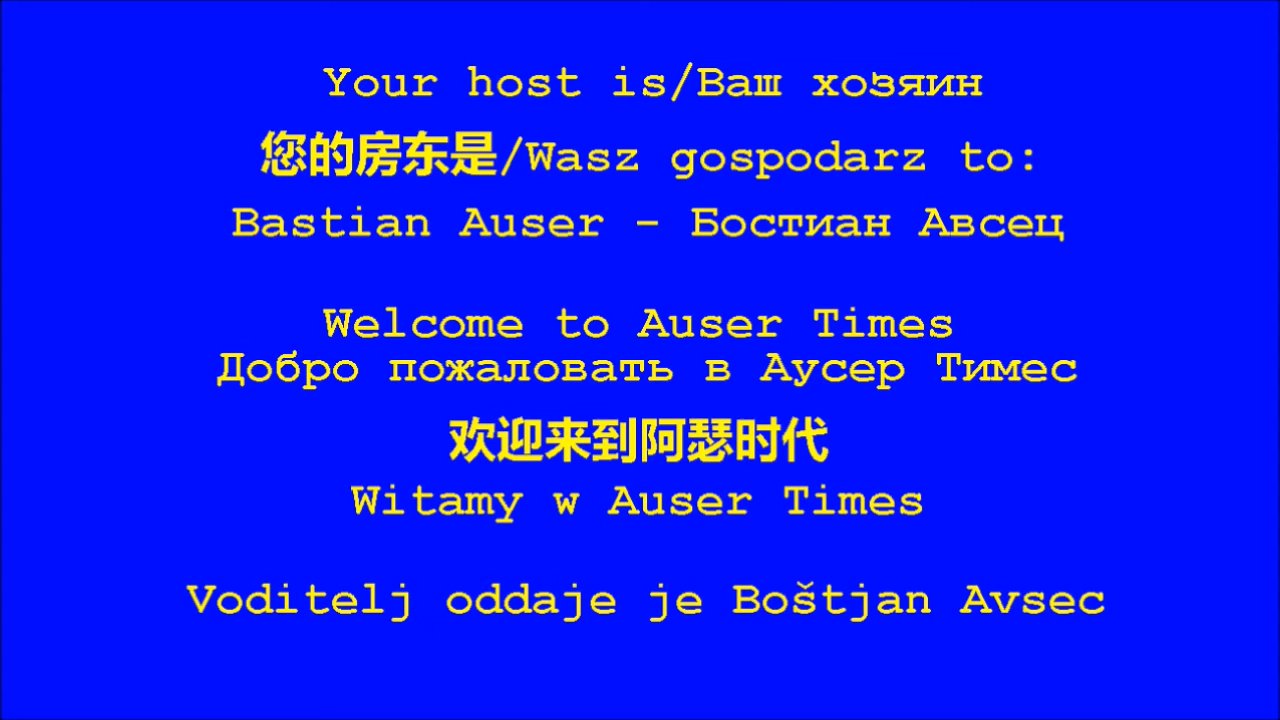 Your host is/Ваш хозяин
您的房东是/Wasz gospodarz to:
Bastian Auser - Бостиан Авсец
Welcome to Auser Times
Добро пожаловать в Аусер Тимес
欢迎来到阿瑟时代
Witamy w Auser Times
Voditelj oddaje je Boštjan Avsec